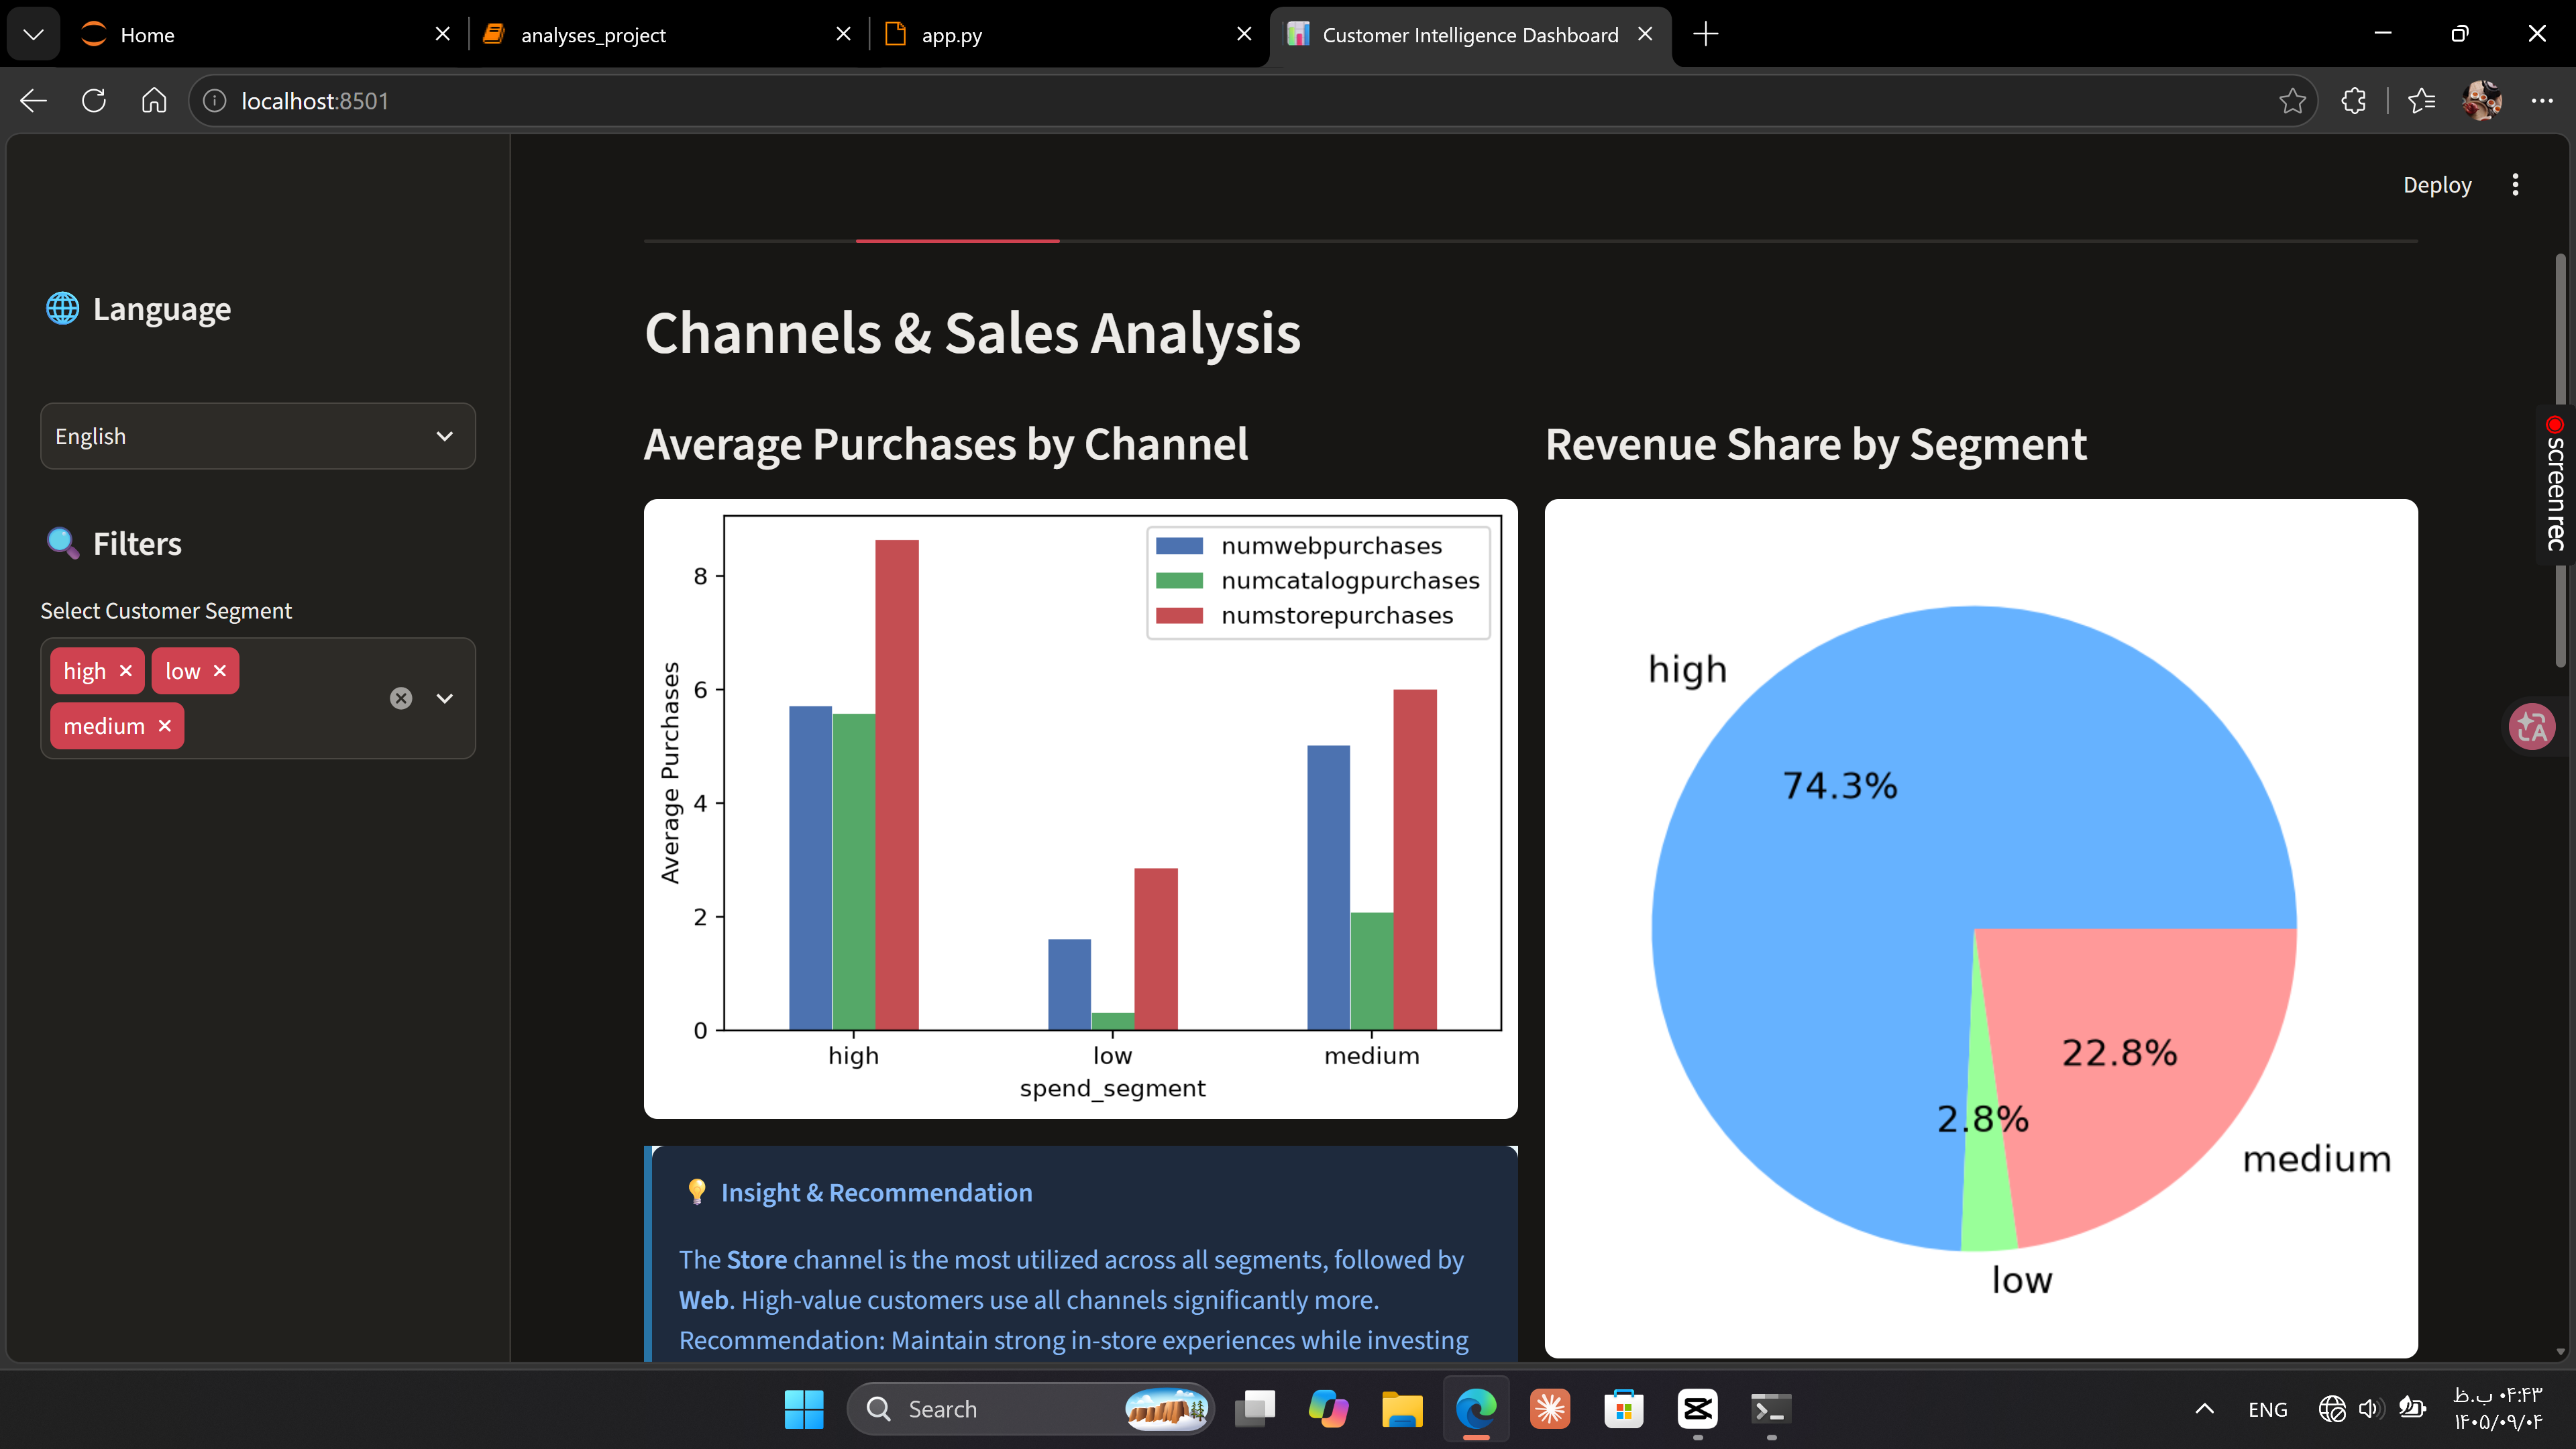 Home
analyses_project
app.py
Customer Intelligence Dashboard
localhost:8501
Deploy
Language
English
Filters
Select Customer Segment
high
low
medium
Channels & Sales Analysis
Average Purchases by Channel
numwebpurchases
numcatalogpurchases
numstorepurchases
Average Purchases
8
6
4
2
0
high
low
medium
spend_segment
Insight & Recommendation
The Store channel is the most utilized across all segments, followed by
Web. High-value customers use all channels significantly more.
Recommendation: Maintain strong in-store experiences while investing
Revenue Share by Segment
high
74.3%
22.8%
2.8%
medium
low
screenrec
Search
ENG
۰۴:۴۳ ب.ظ
۱۴۰۵/۰۹/۰۴